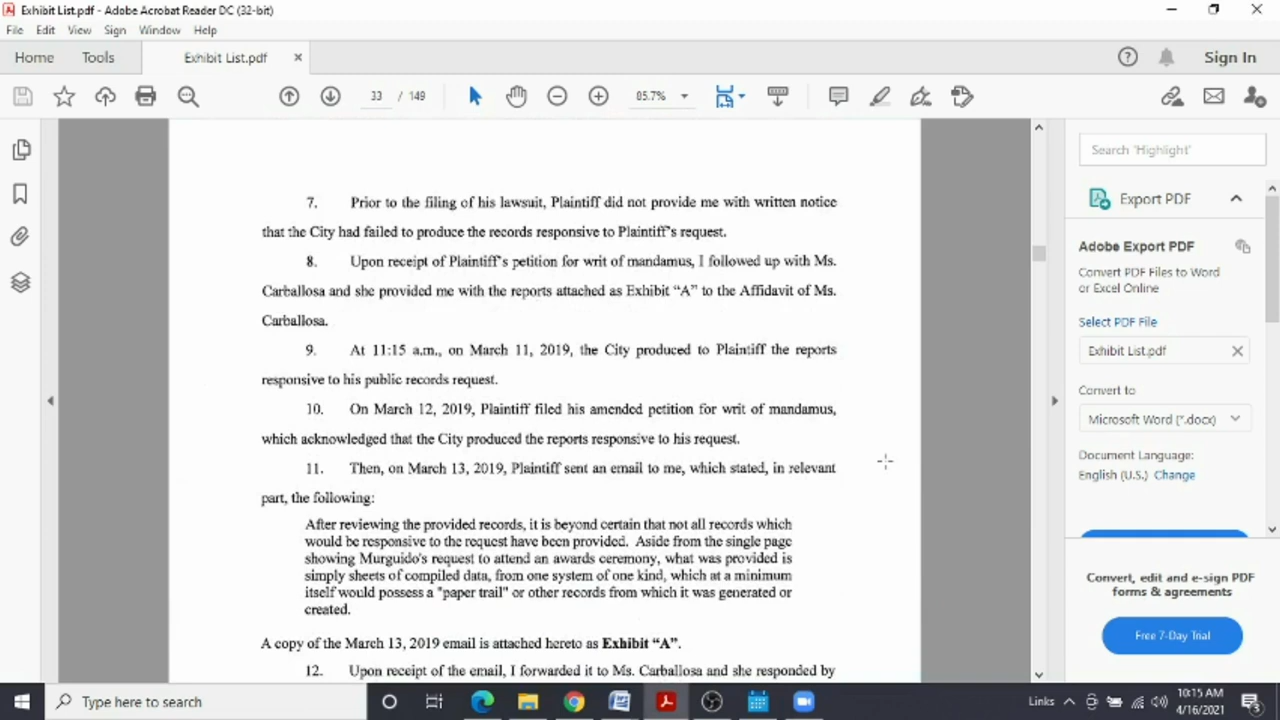 Exhibit List.pdf - Adobe Acrobat Reader DC (32-bit)
File Edit View Sign Window Help
Home Tools Exhibit List.pdf
Sign In
33 / 149 85.7%
7. Prior to the filing of his lawsuit, Plaintiff did not provide me with written notice
that the City had failed to produce the records responsive to Plaintiff's request.
8. Upon receipt of Plaintiff's petition for writ of mandamus, I followed up with Ms.
Carballosa and she provided me with the reports attached as Exhibit “A” to the Affidavit of Ms.
Carballosa.
9. At 11:15 a.m., on March 11, 2019, the City produced to Plaintiff the reports
responsive to his public records request.
10. On March 12, 2019, Plaintiff filed his amended petition for writ of mandamus,
which acknowledged that the City produced the reports responsive to his request.
11. Then, on March 13, 2019, Plaintiff sent an email to me, which stated, in relevant
part, the following:
After reviewing the provided records, it is beyond certain that not all records which
would be responsive to the request have been provided. Aside from the single page
showing Murguido's request to attend an awards ceremony, what was provided is
simply sheets of compiled data, from one system of one kind, which at a minimum
itself would possess a "paper trail" or other records from which it was generated or
created.
A copy of the March 13, 2019 email is attached hereto as Exhibit “A”.
12. Upon receipt of the email, I forwarded it to Ms. Carballosa and she responded by
Search 'Highlight'
Export PDF
Adobe Export PDF
Convert PDF Files to Word
or Excel Online
Select PDF File
Exhibit List.pdf
Convert to
Microsoft Word (*.docx)
Document Language:
English (U.S.) Change
Convert, edit and e-sign PDF
forms & agreements
Free 7-Day Trial
Type here to search
Links
10:15 AM
4/16/2021
3